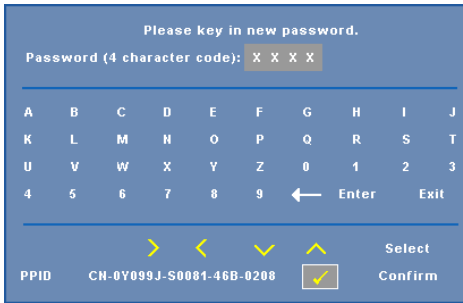 Please key in new password.
Password (4 character code): X X X X
A B C D E F G H I J
K L M N O P Q R S T
U V W X Y Z 0 1 2 3
4 5 6 7 8 9 ← Enter Exit
Select
PPID CN-0Y099J-S0081-46B-0208 Confirm